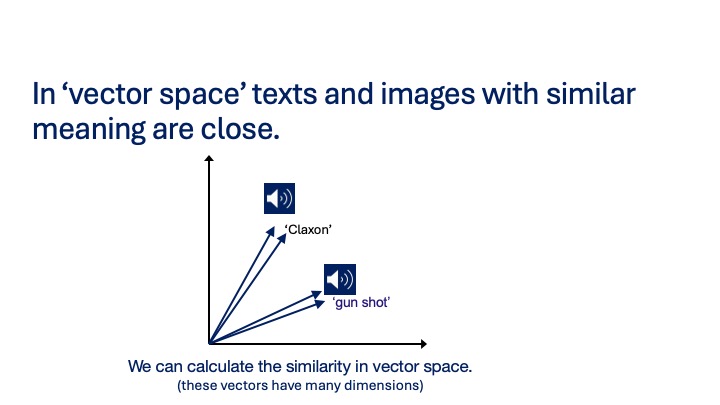 In ‘vector space’ texts and images with similar
meaning are close.
‘Claxon’
‘gun shot’
We can calculate the similarity in vector space.
(these vectors have many dimensions)